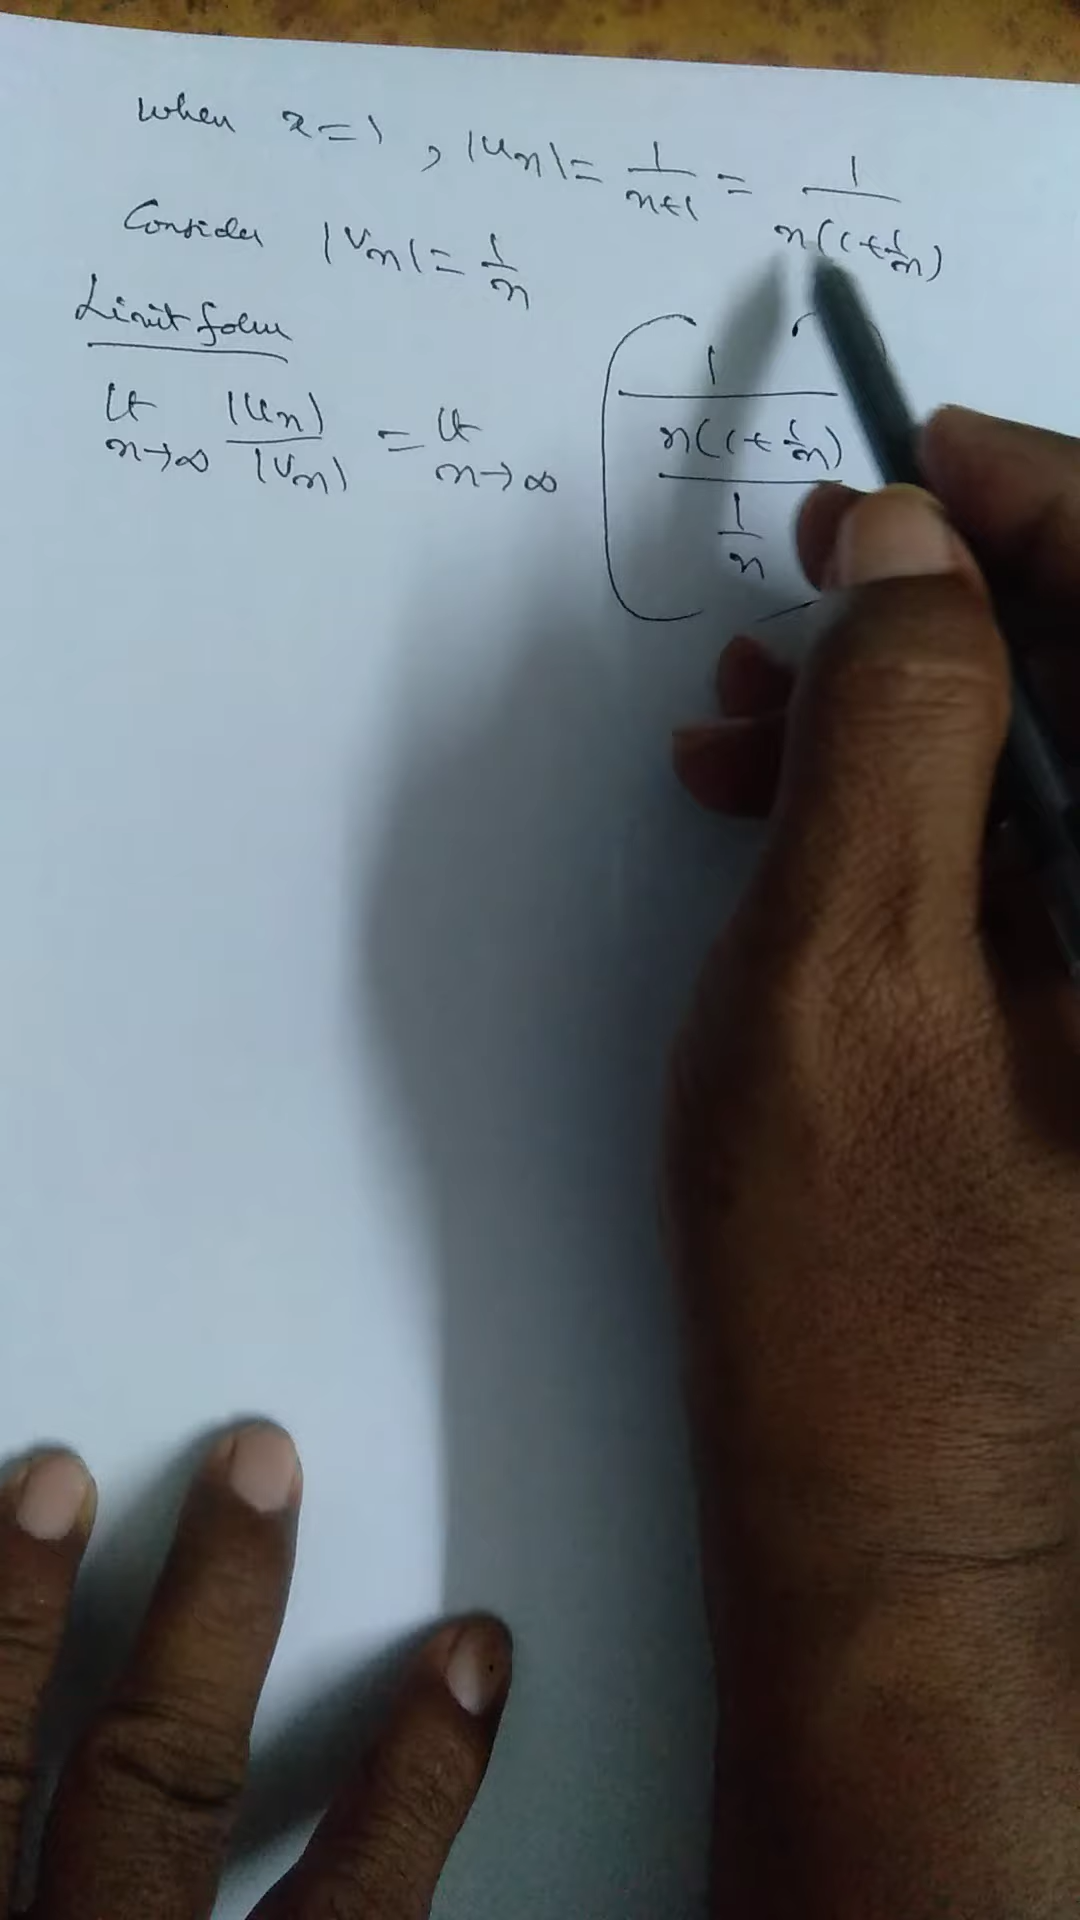 When x=1, |un| = 1/(n+1) = 1/(n(1+1/n))
Consider |vn| = 1/n
Limit form
Lt n→∞ |un|/|vn| = Lt n→∞ (1/(n(1+1/n)) / (1/n)